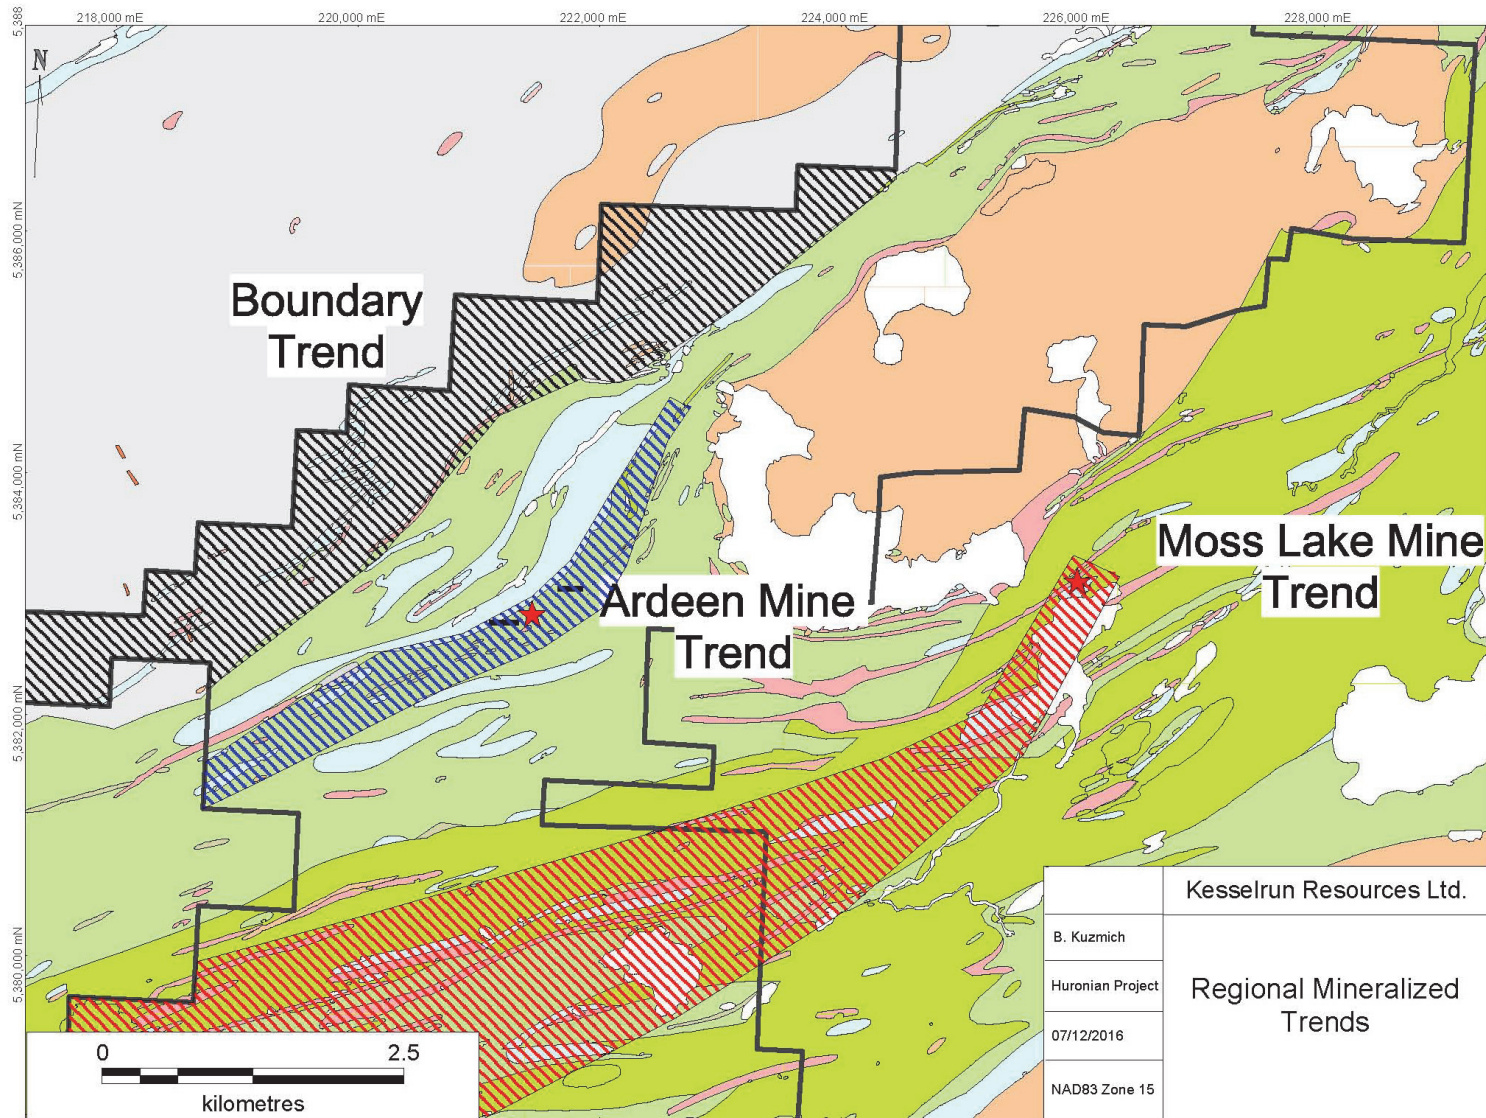 218,000 mE
220,000 mE
222,000 mE
224,000 mE
226,000 mE
228,000 mE
5,388
N
5,386,000 mN
5,384,000 mN
5,382,000 mN
5,380,000 mN
Boundary
Trend
Ardeen Mine
Trend
Moss Lake Mine
Trend
0
2.5
kilometres
Kesselrun Resources Ltd.
B. Kuzmich
Huronian Project
07/12/2016
NAD83 Zone 15
Regional Mineralized
Trends